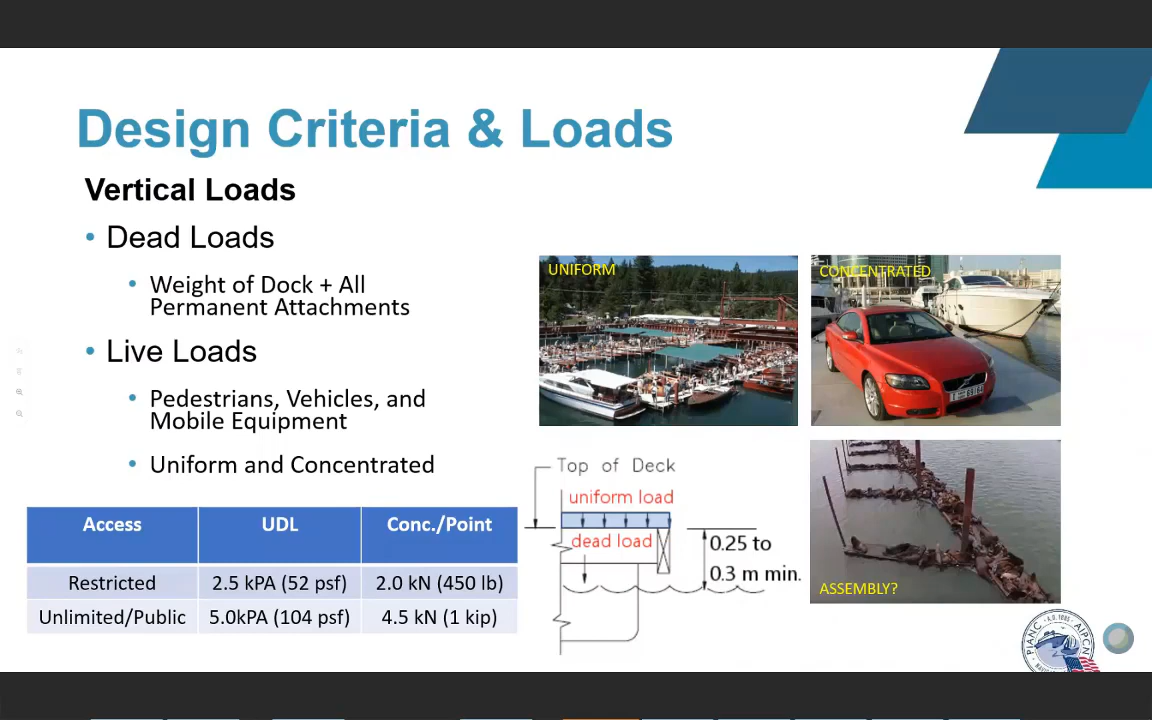 Design Criteria & Loads
Vertical Loads
• Dead Loads
• Weight of Dock + All
Permanent Attachments
• Live Loads
• Pedestrians, Vehicles, and
Mobile Equipment
• Uniform and Concentrated
Access UDL Conc./Point
Restricted 2.5 kPA (52 psf) 2.0 kN (450 lb)
Unlimited/Public 5.0kPA (104 psf) 4.5 kN (1 kip)
UNIFORM
CONCENTRATED
Top of Deck
uniform load
dead load
0.25 to
0.3 m min.
ASSEMBLY?
PIANC A.D. 1885 AIPCN